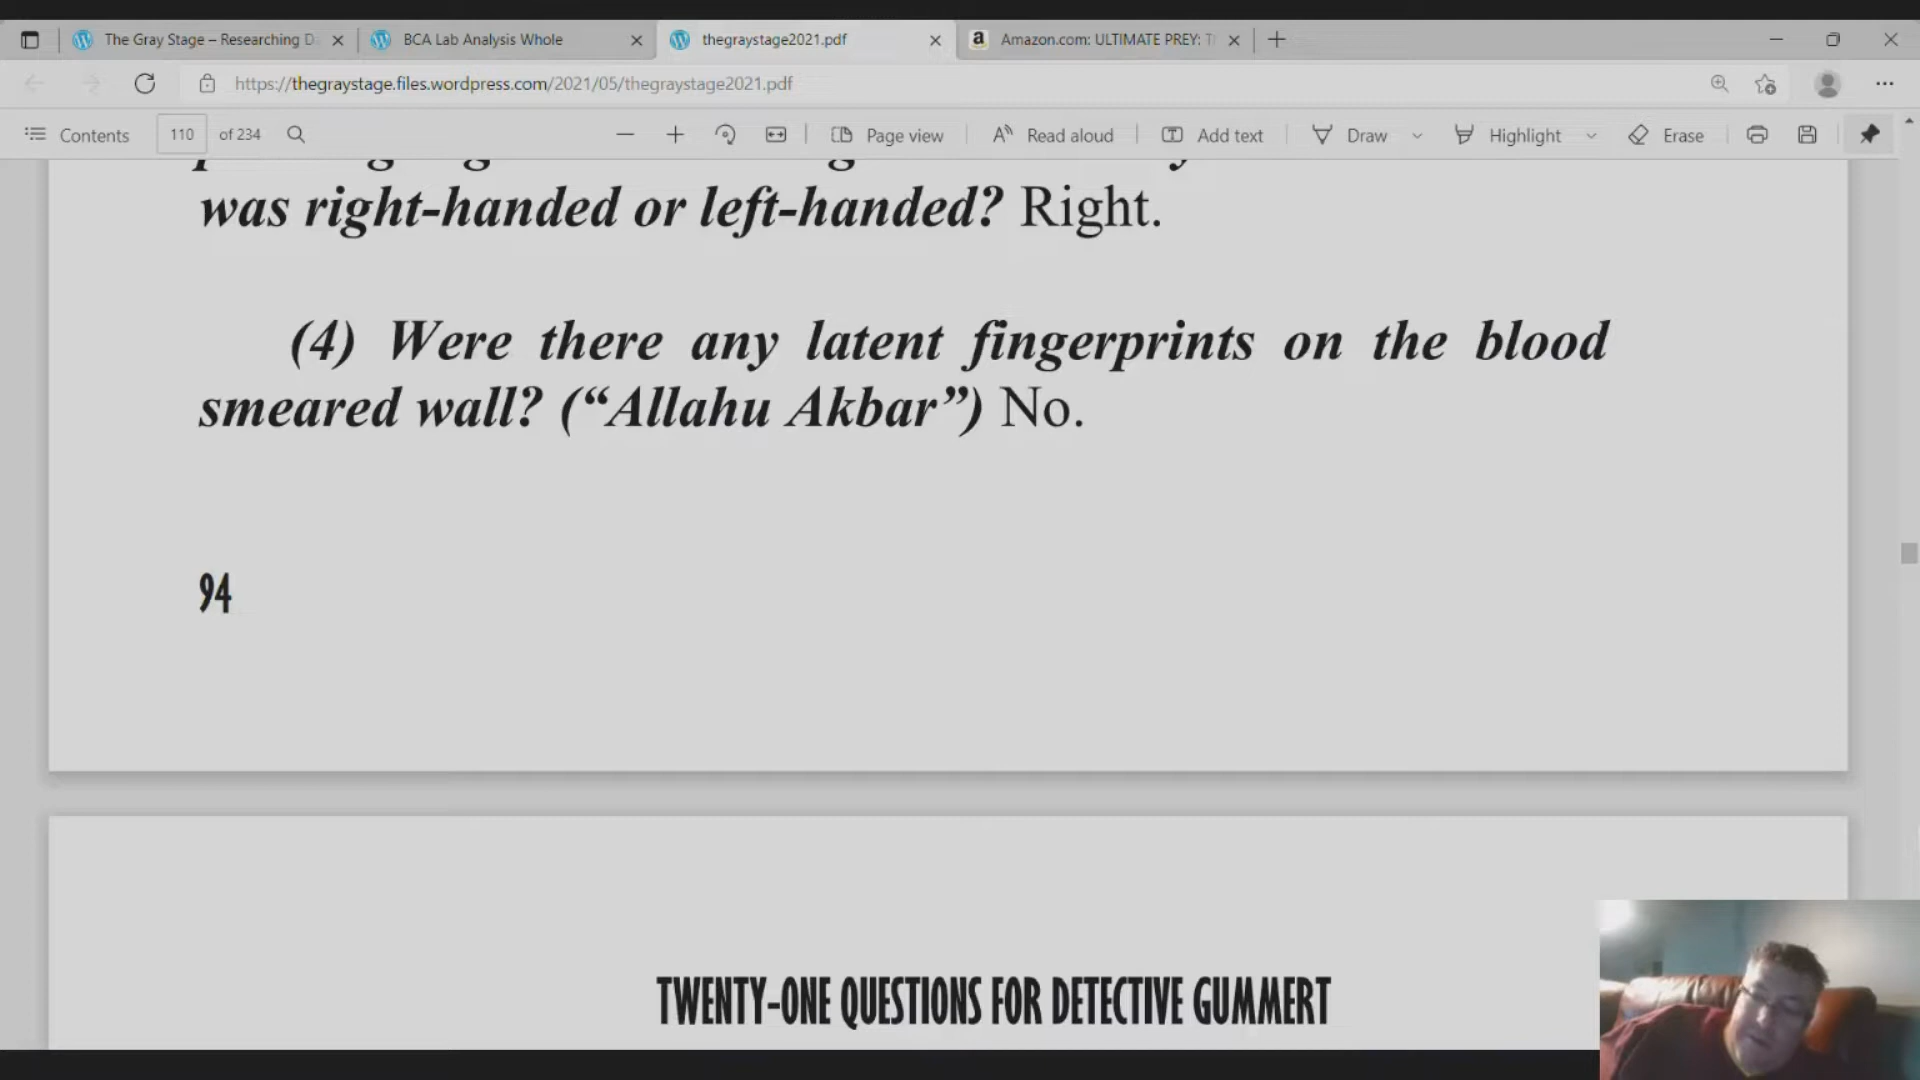 The Gray Stage – Researching D
BCA Lab Analysis Whole
thegraystage2021.pdf
Amazon.com: ULTIMATE PREY: T
https://thegraystage.files.wordpress.com/2021/05/thegraystage2021.pdf
Contents 110 of 234 Page view Read aloud Add text Draw Highlight Erase
was right-handed or left-handed? Right.
(4) Were there any latent fingerprints on the blood
smeared wall? (“Allahu Akbar”) No.
94
TWENTY-ONE QUESTIONS FOR DETECTIVE GUMMERT